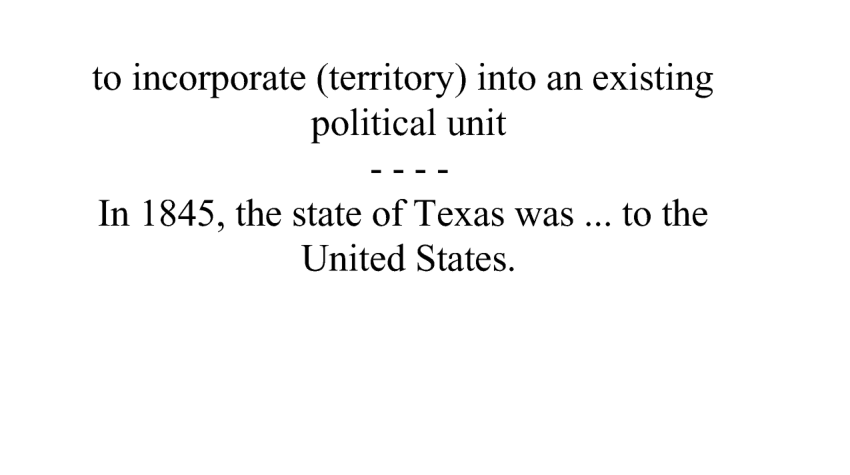 to incorporate (territory) into an existing
political unit
- - - -
In 1845, the state of Texas was ... to the
United States.